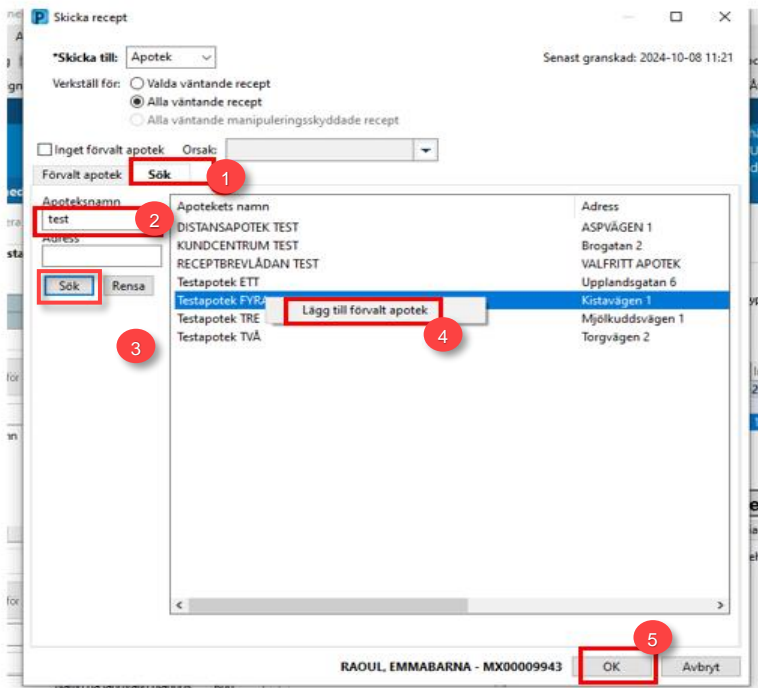 Skicka recept
*Skicka till: Apotek
Senast granskad: 2024-10-08 11:21
Verkställ för: Valda väntande recept
Alla väntande recept
Alla väntande manipuleringsskyddade recept
Inget förvalt apotek Orsak:
Förvalt apotek Sök 1
Apoteksnamn
test 2
Adress
Sök Rensa
3
Apotekets namn Adress
DISTANSAPOTEK TEST ASPVÄGEN 1
KUNDCENTRUM TEST Brogatan 2
RECEPTBREVLÅDAN TEST VALFRITT APOTEK
Testapotek ETT Upplandsgatan 6
Testapotek FYRA Kistavägen 1
Lägg till förvalt apotek
4
Testapotek TRE Mjölkuddsvägen 1
Testapotek TVÅ Torgvägen 2
5
RAOUL, EMMABARNA - MX00009943 OK Avbryt